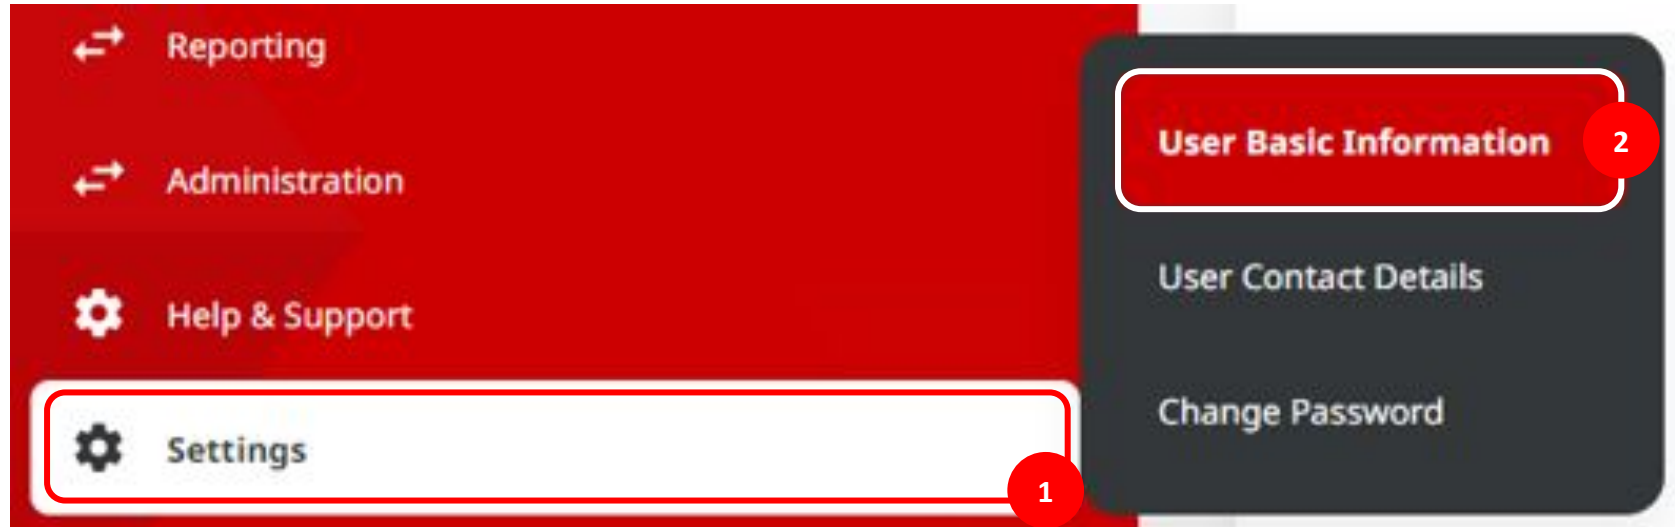 Reporting
Administration
Help & Support
Settings
1
User Basic Information
2
User Contact Details
Change Password